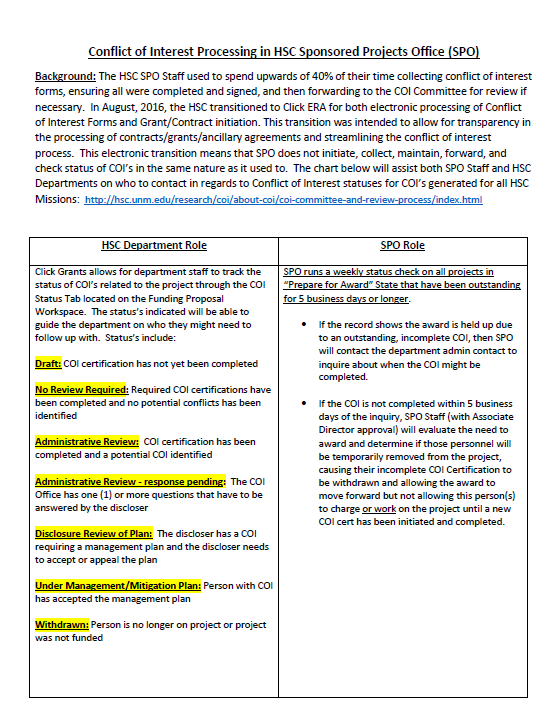 Conflict of Interest Processing in HSC Sponsored Projects Office (SPO)
Background: The HSC SPO Staff used to spend upwards of 40% of their time collecting conflict of interest
forms, ensuring all were completed and signed, and then forwarding to the COI Committee for review if
necessary. In August, 2016, the HSC transitioned to Click ERA for both electronic processing of Conflict
of Interest Forms and Grant/Contract initiation. This transition was intended to allow for transparency in
the processing of contracts/grants/ancillary agreements and streamlining the conflict of interest
process. This electronic transition means that SPO does not initiate, collect, maintain, forward, and
check status of COI's in the same nature as it used to. The chart below will assist both SPO Staff and HSC
Departments on who to contact in regards to Conflict of Interest statuses for COI's generated for all HSC
Missions: http://hsc.unm.edu/research/coi/about-coi/coi-committee-and-review-process/index.html
HSC Department Role
Click Grants allows for department staff to track the
status of COI's related to the project through the COI
Status Tab located on the Funding Proposal
Workspace. The status's indicated will be able to
guide the department on who they might need to
follow up with. Status's include:
Draft: COI certification has not yet been completed
No Review Required: Required COI certifications have
been completed and no potential conflicts has been
identified
Administrative Review: COI certification has been
completed and a potential COI identified
Administrative Review - response pending: The COI
Office has one (1) or more questions that have to be
answered by the discloser
Disclosure Review of Plan: The discloser has a COI
requiring a management plan and the discloser needs
to accept or appeal the plan
Under Management/Mitigation Plan: Person with COI
has accepted the management plan
Withdrawn: Person is no longer on project or project
was not funded
SPO Role
SPO runs a weekly status check on all projects in
"Prepare for Award" State that have been outstanding
for 5 business days or longer.
• If the record shows the award is held up due
to an outstanding, incomplete COI, then SPO
will contact the department admin contact to
inquire about when the COI might be
completed.
• If the COI is not completed within 5 business
days of the inquiry, SPO Staff (with Associate
Director approval) will evaluate the need to
award and determine if those personnel will
be temporarily removed from the project,
causing their incomplete COI Certification to
be withdrawn and allowing the award to
move forward but not allowing this person(s)
to charge or work on the project until a new
COI cert has been initiated and completed.